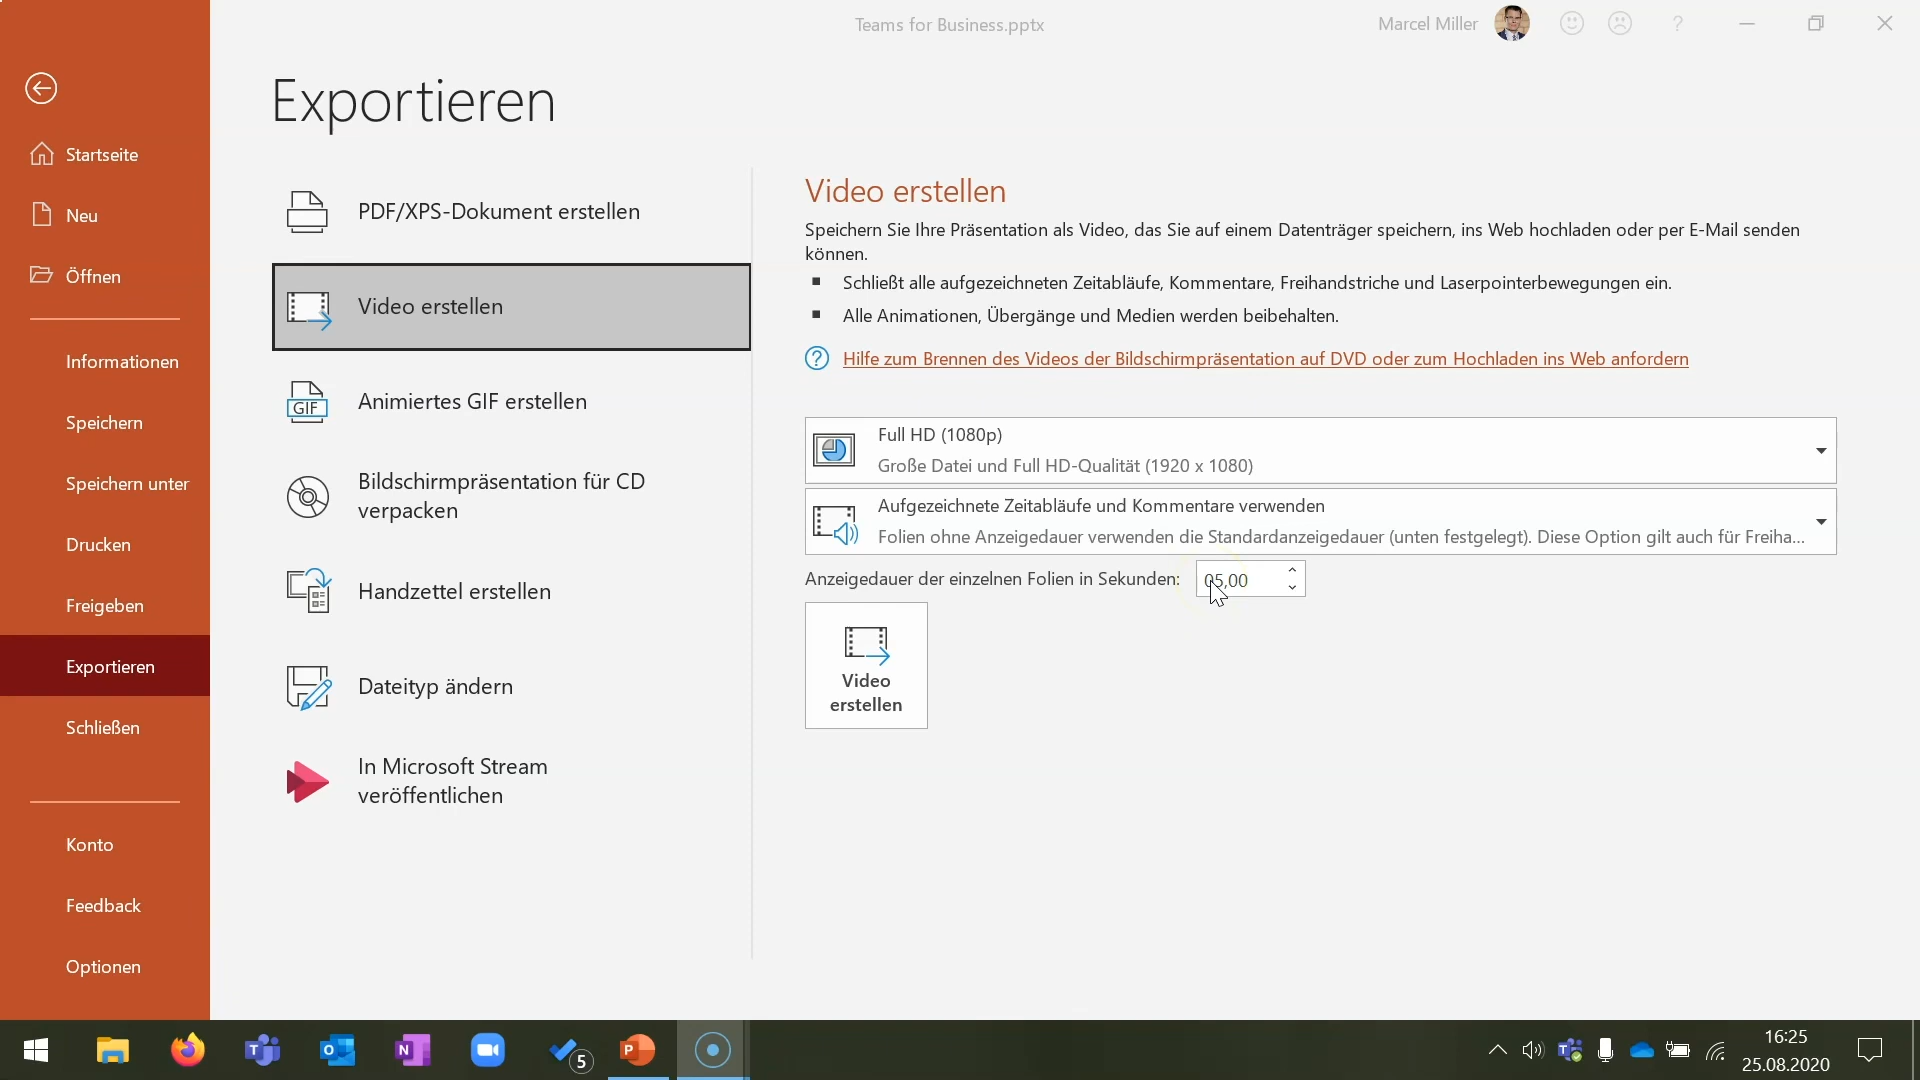 Teams for Business.pptx
Marcel Miller
?
Exportieren
Startseite
Neu
Öffnen
Informationen
Speichern
Speichern unter
Drucken
Freigeben
Exportieren
Schließen
Konto
Feedback
Optionen
PDF/XPS-Dokument erstellen
Video erstellen
GIF
Animiertes GIF erstellen
Bildschirmpräsentation für CD
verpacken
Handzettel erstellen
Dateityp ändern
In Microsoft Stream
veröffentlichen
Video erstellen
Speichern Sie Ihre Präsentation als Video, das Sie auf einem Datenträger speichern, ins Web hochladen oder per E-Mail senden
können.
Schließt alle aufgezeichneten Zeitabläufe, Kommentare, Freihandstriche und Laserpointerbewegungen ein.
Alle Animationen, Übergänge und Medien werden beibehalten.
? Hilfe zum Brennen des Videos der Bildschirmpräsentation auf DVD oder zum Hochladen ins Web anfordern
Full HD (1080p)
Große Datei und Full HD-Qualität (1920 x 1080)
Aufgezeichnete Zeitabläufe und Kommentare verwenden
Folien ohne Anzeigedauer verwenden die Standardanzeigedauer (unten festgelegt). Diese Option gilt auch für Freiha...
Anzeigedauer der einzelnen Folien in Sekunden: 05,00
Video
erstellen
5
16:25
25.08.2020